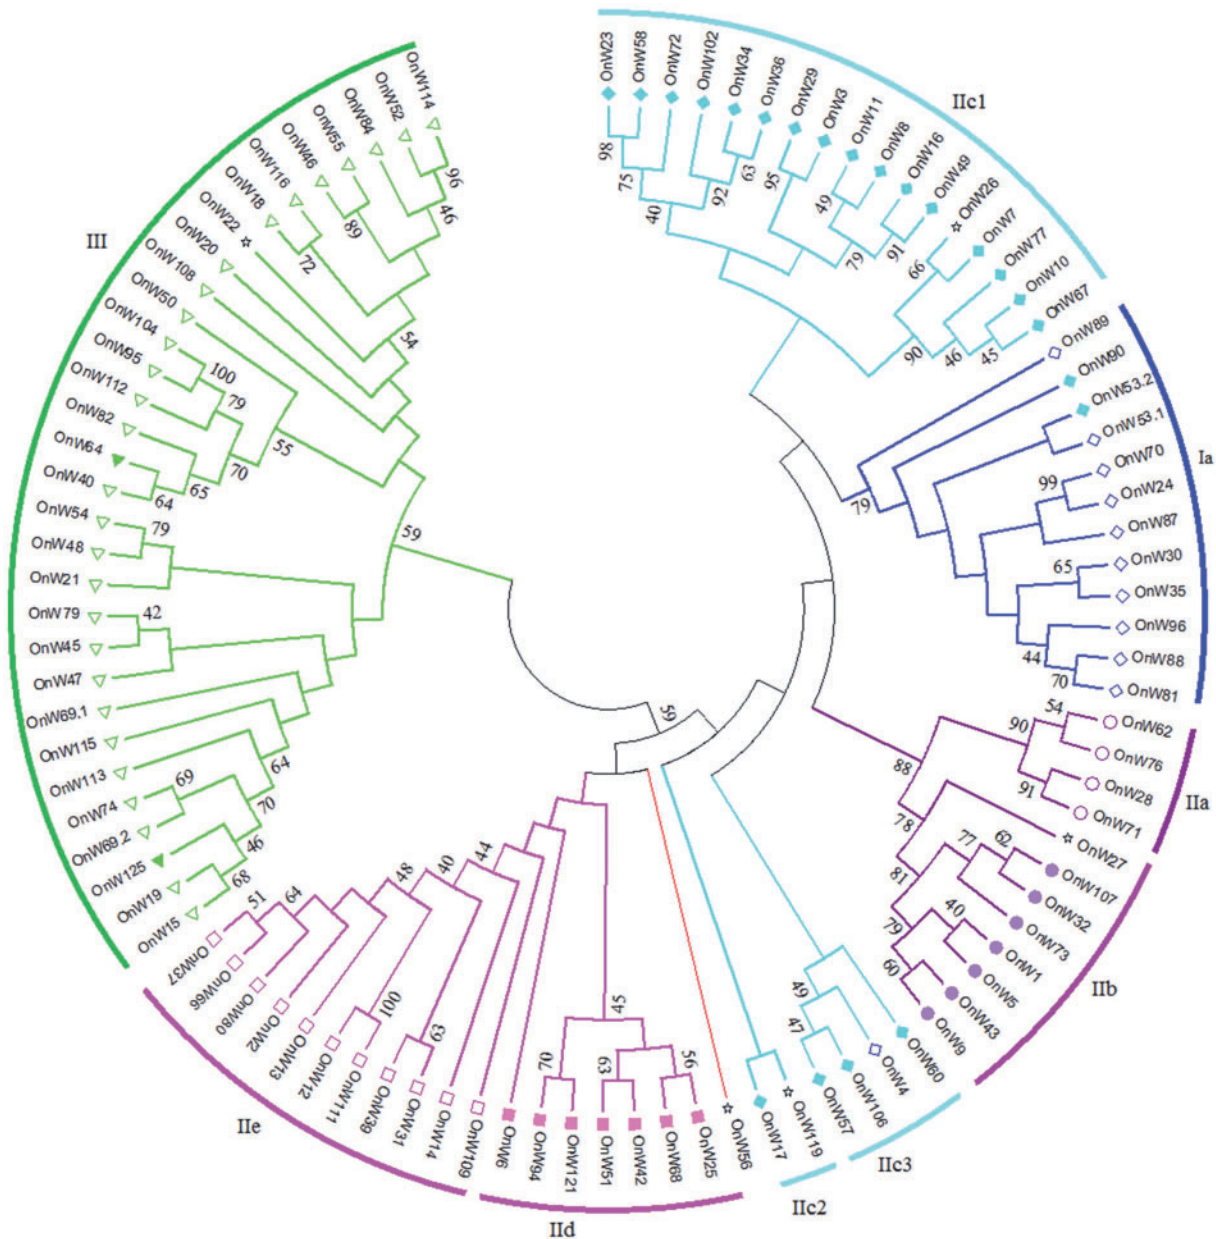 OnW23
OnW58
OnW72
OnW102
OnW34
OnW36
OnW29
OnW3
OnW11
OnW8
OnW16
OnW49
OnW26
OnW7
OnW77
OnW10
OnW67
IIc1
98
75
40
92
63
95
49
79
91
66
90
46
45
OnW89
OnW90
OnW53.2
OnW53.1
OnW70
OnW24
OnW87
OnW30
OnW35
OnW96
OnW88
OnW81
Ia
79
99
65
44
70
OnW62
OnW76
OnW28
OnW71
IIa
54
90
91
88
OnW27
OnW107
OnW32
OnW73
OnW1
OnW5
OnW43
OnW9
IIb
78
62
77
81
40
79
60
OnW60
OnW4
OnW106
OnW57
IIc3
49
47
OnW119
OnW17
IIc2
OnW56
OnW25
OnW68
OnW42
OnW51
OnW121
OnW94
OnW6
IId
45
56
63
70
OnW109
OnW14
OnW31
OnW39
OnW111
OnW12
OnW13
OnW2
OnW80
OnW66
OnW37
IIe
44
40
48
63
100
64
51
59
OnW15
OnW19
OnW125
OnW69.2
OnW74
OnW113
OnW115
OnW69.1
OnW47
OnW45
OnW79
OnW21
OnW48
OnW54
OnW40
OnW64
OnW82
OnW112
OnW95
OnW104
OnW50
OnW108
OnW20
OnW22
OnW18
OnW116
OnW46
OnW55
OnW84
OnW52
OnW114
III
68
46
70
69
64
42
79
59
64
65
70
79
100
55
54
72
89
46
96